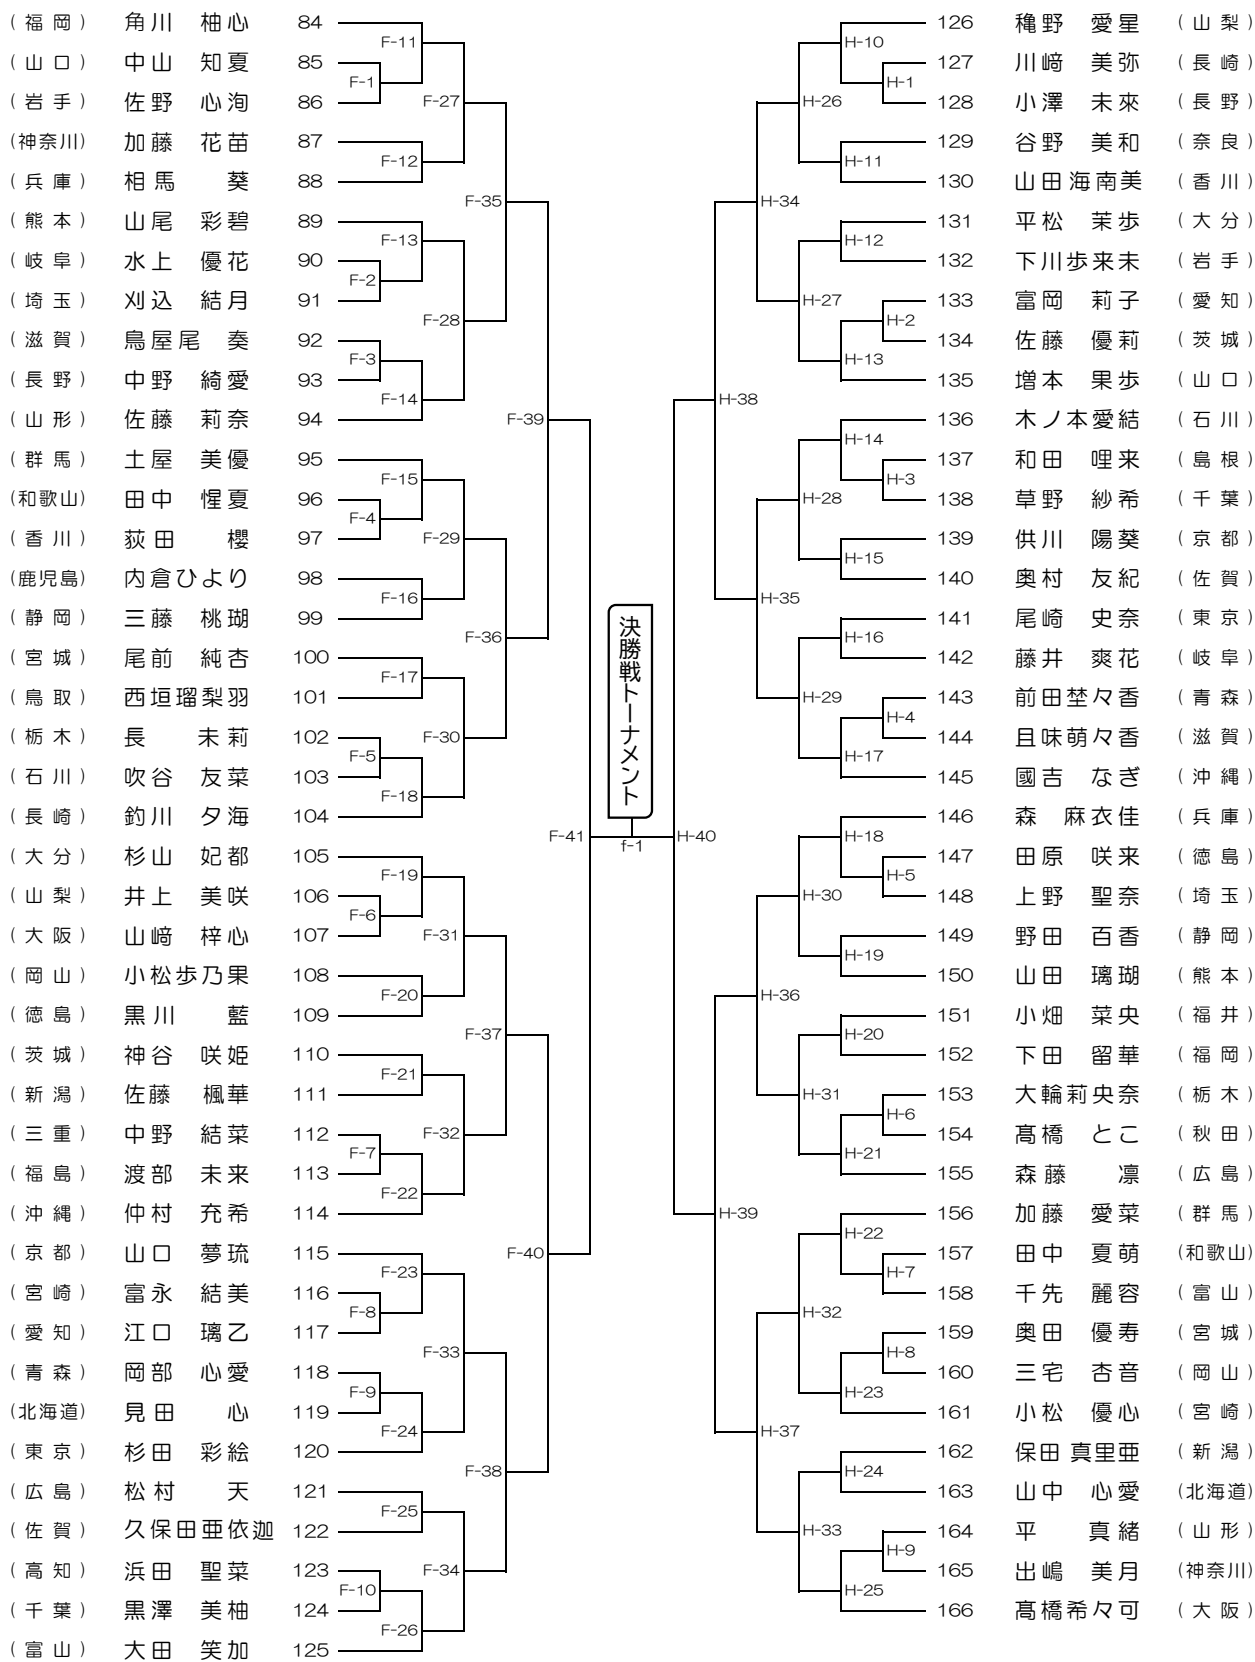 (福岡) 角川 柚心 84
(山口) 中山 知夏 85
(岩手) 佐野 心洵 86
(神奈川) 加藤 花苗 87
(兵庫) 相馬 葵 88
(熊本) 山尾 彩碧 89
(岐阜) 水上 優花 90
(埼玉) 刈込 結月 91
(滋賀) 鳥屋尾 奏 92
(長野) 中野 綺愛 93
(山形) 佐藤 莉奈 94
(群馬) 土屋 美優 95
(和歌山) 田中 惺夏 96
(香川) 荻田 櫻 97
(鹿児島) 内倉ひより 98
(静岡) 三藤 桃瑚 99
(宮城) 尾前 純杏 100
(鳥取) 西垣瑠梨羽 101
(栃木) 長 未莉 102
(石川) 吹谷 友菜 103
(長崎) 釣川 夕海 104
(大分) 杉山 妃都 105
(山梨) 井上 美咲 106
(大阪) 山﨑 梓心 107
(岡山) 小松歩乃果 108
(徳島) 黒川 藍 109
(茨城) 神谷 咲姫 110
(新潟) 佐藤 楓華 111
(三重) 中野 結菜 112
(福島) 渡部 未来 113
(沖縄) 仲村 充希 114
(京都) 山口 夢琉 115
(宮崎) 富永 結美 116
(愛知) 江口 璃乙 117
(青森) 岡部 心愛 118
(北海道) 見田 心 119
(東京) 杉田 彩絵 120
(広島) 松村 天 121
(佐賀) 久保田亜依迦 122
(高知) 浜田 聖菜 123
(千葉) 黒澤 美柚 124
(富山) 大田 笑加 125
F-11
F-1
F-27
F-12
F-35
F-13
F-2
F-28
F-3
F-14
F-39
F-15
F-4
F-29
F-16
F-36
F-17
F-30
F-5
F-18
F-41
F-19
F-6
F-31
F-20
F-37
F-21
F-32
F-7
F-22
F-40
F-23
F-8
F-33
F-9
F-24
F-38
F-25
F-34
F-10
F-26
決勝戦トーナメント
f-1
H-10
H-1
H-26
H-11
H-34
H-12
H-27
H-2
H-13
H-38
H-14
H-3
H-28
H-15
H-35
H-16
H-29
H-4
H-17
H-40
H-18
H-5
H-30
H-19
H-36
H-20
H-31
H-6
H-21
H-39
H-22
H-7
H-32
H-8
H-23
H-37
H-24
H-33
H-9
H-25
126 穐野 愛星 (山梨)
127 川﨑 美弥 (長崎)
128 小澤 未來 (長野)
129 谷野 美和 (奈良)
130 山田海南美 (香川)
131 平松 茉歩 (大分)
132 下川歩来未 (岩手)
133 富岡 莉子 (愛知)
134 佐藤 優莉 (茨城)
135 増本 果歩 (山口)
136 木ノ本愛結 (石川)
137 和田 哩来 (島根)
138 草野 紗希 (千葉)
139 供川 陽葵 (京都)
140 奥村 友紀 (佐賀)
141 尾崎 史奈 (東京)
142 藤井 爽花 (岐阜)
143 前田埜々香 (青森)
144 且味萌々香 (滋賀)
145 國吉 なぎ (沖縄)
146 森 麻衣佳 (兵庫)
147 田原 咲来 (徳島)
148 上野 聖奈 (埼玉)
149 野田 百香 (静岡)
150 山田 璃瑚 (熊本)
151 小畑 菜央 (福井)
152 下田 留華 (福岡)
153 大輪莉央奈 (栃木)
154 髙橋 とこ (秋田)
155 森藤 凛 (広島)
156 加藤 愛菜 (群馬)
157 田中 夏萌 (和歌山)
158 千先 麗容 (富山)
159 奥田 優寿 (宮城)
160 三宅 杏音 (岡山)
161 小松 優心 (宮崎)
162 保田 真里亜 (新潟)
163 山中 心愛 (北海道)
164 平 真緒 (山形)
165 出嶋 美月 (神奈川)
166 髙橋希々可 (大阪)